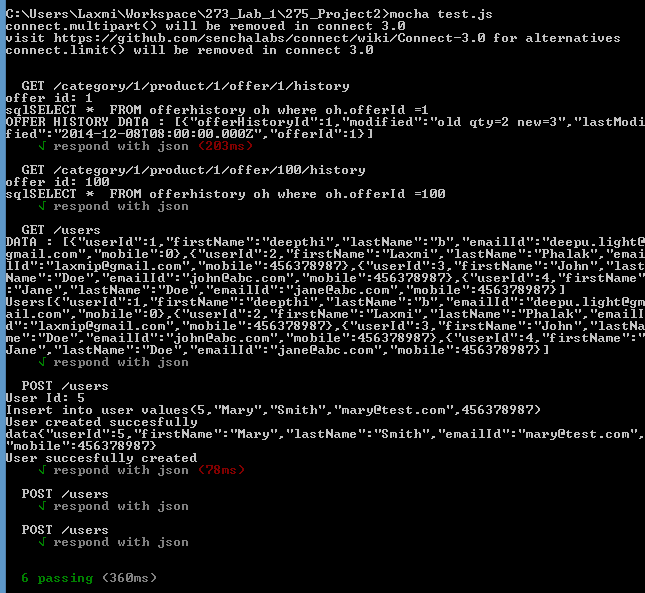 C:\Users\Laxmi\Workspace\273_Lab_1\275_Project2>mocha test.js
connect.multipart() will be removed in connect 3.0
visit https://github.com/senchalabs/connect/wiki/Connect-3.0 for alternatives
connect.limit() will be removed in connect 3.0
GET /category/1/product/1/offer/1/history
offer id: 1
sqlSELECT *  FROM offerhistory oh where oh.offerId =1
OFFER HISTORY DATA : [{"offerHistoryId":1,"modified":"old qty=2 new=3","lastModi
fied":"2014-12-08T08:00:00.000Z","offerId":1}]
√ respond with json (203ms)
GET /category/1/product/1/offer/100/history
offer id: 100
sqlSELECT *  FROM offerhistory oh where oh.offerId =100
√ respond with json
GET /users
DATA : [{"userId":1,"firstName":"deepthi","lastName":"b","emailId":"deepu.light@
gmail.com","mobile":0},{"userId":2,"firstName":"Laxmi","lastName":"Phalak","emai
lId":"laxmip@gmail.com","mobile":456378987},{"userId":3,"firstName":"John","last
Name":"Doe","emailId":"john@abc.com","mobile":456378987},{"userId":4,"firstName"
:"Jane","lastName":"Doe","emailId":"jane@abc.com","mobile":456378987}]
Users[{"userId":1,"firstName":"deepthi","lastName":"b","emailId":"deepu.light@gm
ail.com","mobile":0},{"userId":2,"firstName":"Laxmi","lastName":"Phalak","emailI
d":"laxmip@gmail.com","mobile":456378987},{"userId":3,"firstName":"John","lastNa
me":"Doe","emailId":"john@abc.com","mobile":456378987},{"userId":4,"firstName":"
Jane","lastName":"Doe","emailId":"jane@abc.com","mobile":456378987}]
√ respond with json
POST /users
User Id: 5
Insert into user values(5,"Mary","Smith","mary@test.com",456378987)
User created succesfully
data{"userId":5,"firstName":"Mary","lastName":"Smith","emailId":"mary@test.com",
"mobile":456378987}
User succesfully created
√ respond with json (70ms)
POST /users
√ respond with json
POST /users
√ respond with json
6 passing (360ms)